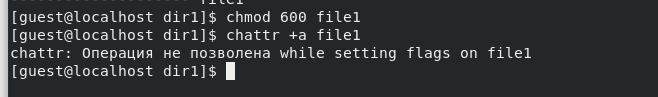 [guest@localhost dir1]$ chmod 600 file1
[guest@localhost dir1]$ chattr +a file1
chattr: Операция не позволена while setting flags on file1
[guest@localhost dir1]$